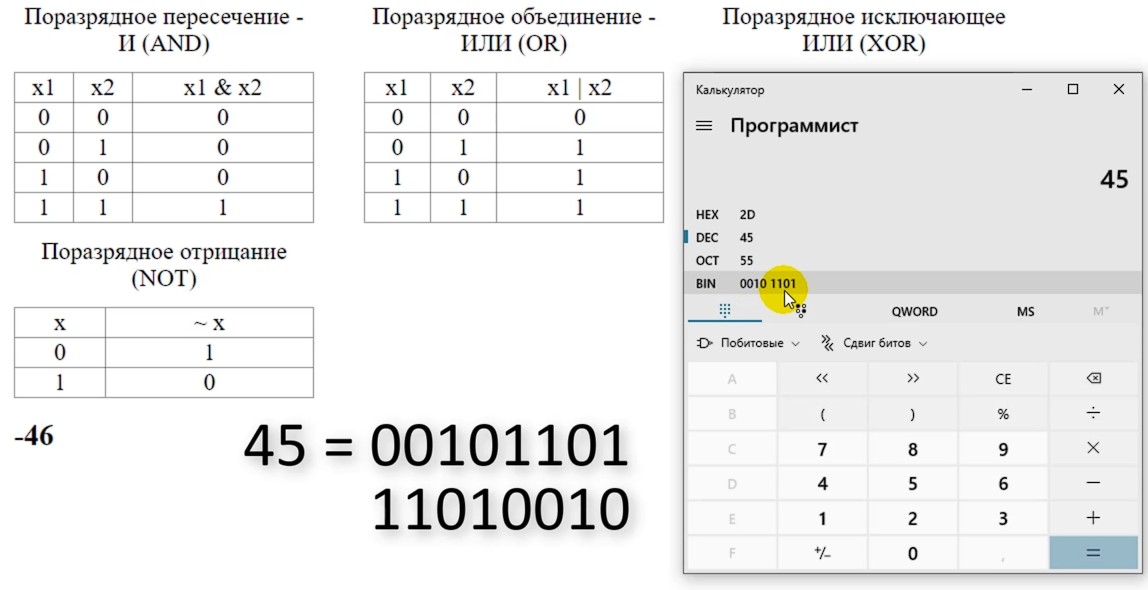 Поразрядное пересечение -
И (AND)
x1 x2 x1 & x2
0 0 0
0 1 0
1 0 0
1 1 1
Поразрядное объединение -
ИЛИ (OR)
x1 x2 x1 | x2
0 0 0
0 1 1
1 0 1
1 1 1
Поразрядное исключающее
ИЛИ (XOR)
Поразрядное отрицание
(NOT)
x ~ x
0 1
1 0
-46
45 = 00101101
11010010
Калькулятор
Программист
45
HEX 2D
DEC 45
OCT 55
BIN 0010 1101
QWORD MS M˅
Побитовые Сдвиг битов
A << >> CE
B ( ) % ÷
C 7 8 9 ×
D 4 5 6 −
E 1 2 3 +
F +/− 0 , =